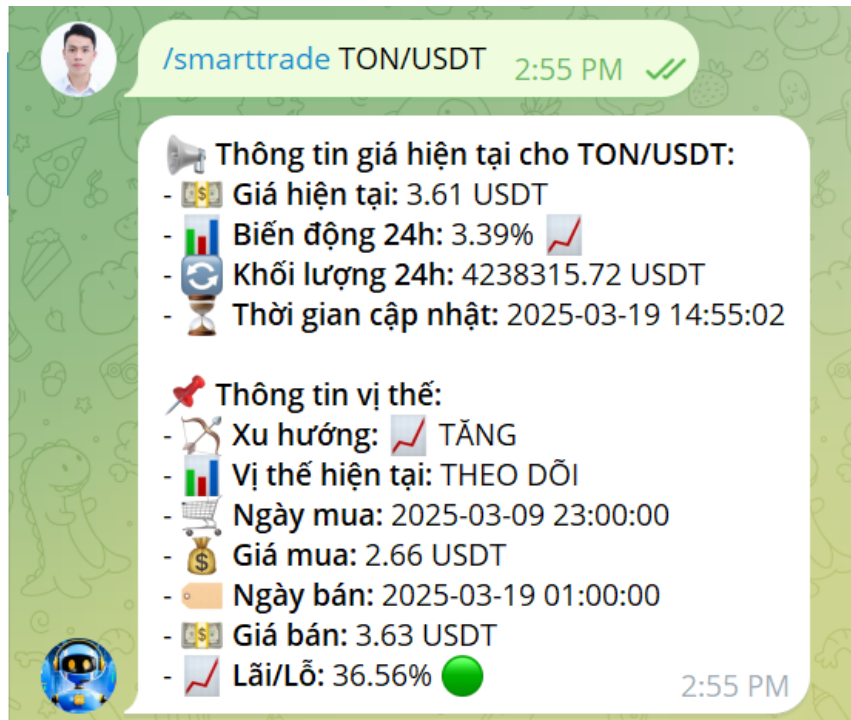 /smarttrade TON/USDT 2:55 PM
Thông tin giá hiện tại cho TON/USDT:
- Giá hiện tại: 3.61 USDT
- Biến động 24h: 3.39%
- Khối lượng 24h: 4238315.72 USDT
- Thời gian cập nhật: 2025-03-19 14:55:02
Thông tin vị thế:
- Xu hướng: TĂNG
- Vị thế hiện tại: THEO DÕI
- Ngày mua: 2025-03-09 23:00:00
- Giá mua: 2.66 USDT
- Ngày bán: 2025-03-19 01:00:00
- Giá bán: 3.63 USDT
- Lãi/Lỗ: 36.56%
2:55 PM